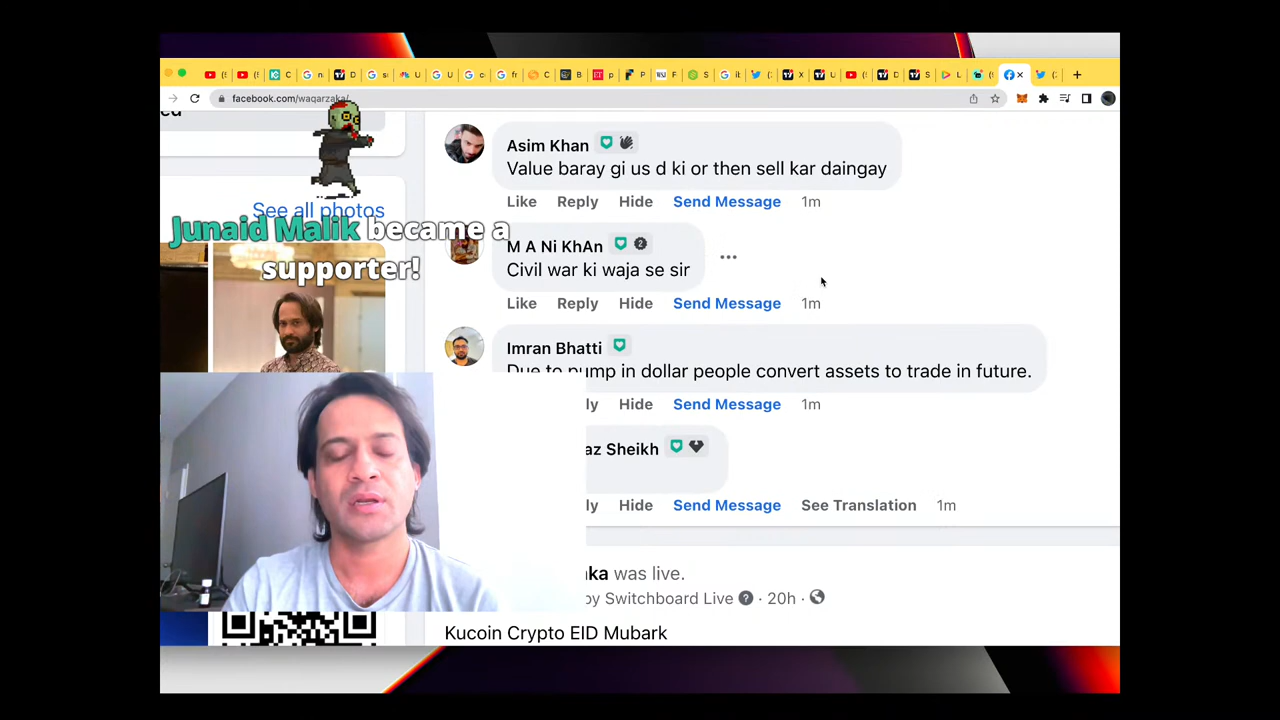 facebook.com/waqarzaka/
Asim Khan
Value baray gi us d ki or then sell kar daingay
Like Reply Hide Send Message 1m
See all photos
Junaid Malik became a
supporter!
M A Ni KhAn
Civil war ki waja se sir
Like Reply Hide Send Message 1m
Imran Bhatti
Due to pump in dollar people convert assets to trade in future.
ly Hide Send Message 1m
az Sheikh
ly Hide Send Message See Translation 1m
ka was live.
by Switchboard Live · 20h ·
Kucoin Crypto EID Mubark